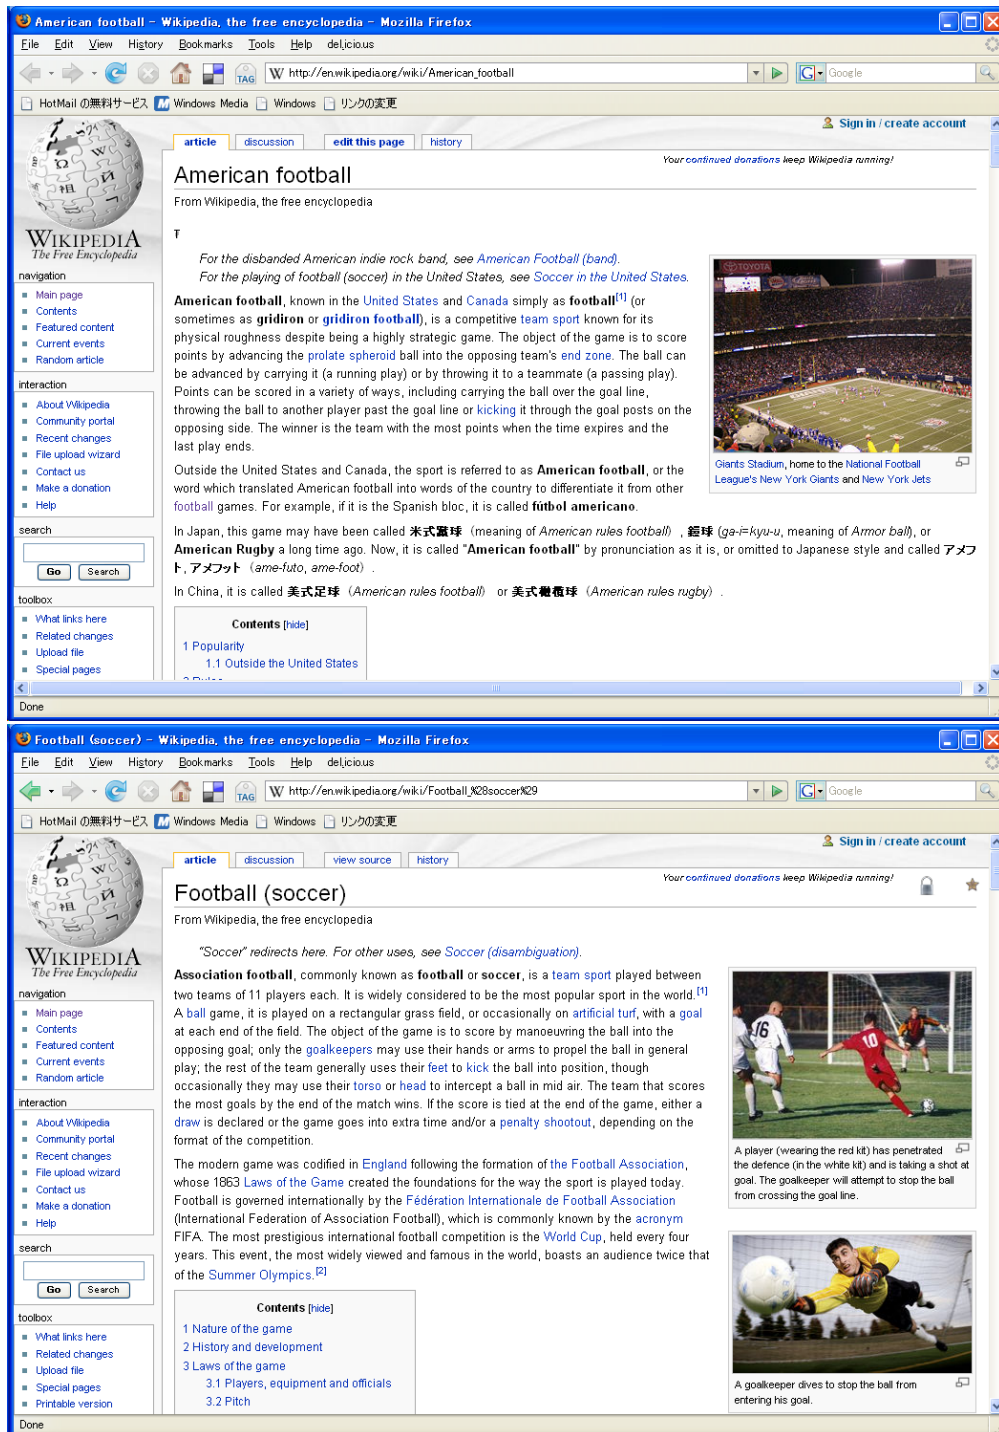 American football - Wikipedia, the free encyclopedia - Mozilla Firefox
File Edit View History Bookmarks Tools Help del.icio.us
TAG W http://en.wikipedia.org/wiki/American_football G Google
HotMail の無料サービス Windows Media Windows リンクの変更
Sign in / create account
article discussion edit this page history
Your continued donations keep Wikipedia running!
American football
From Wikipedia, the free encyclopedia
WIKIPEDIA
The Free Encyclopedia
navigation
Main page
Contents
Featured content
Current events
Random article
interaction
About Wikipedia
Community portal
Recent changes
File upload wizard
Contact us
Make a donation
Help
search
Go Search
toolbox
What links here
Related changes
Upload file
Special pages
For the disbanded American indie rock band, see American Football (band).
For the playing of football (soccer) in the United States, see Soccer in the United States.
American football, known in the United States and Canada simply as football[1] (or
sometimes as gridiron or gridiron football), is a competitive team sport known for its
physical roughness despite being a highly strategic game. The object of the game is to score
points by advancing the prolate spheroid ball into the opposing team's end zone. The ball can
be advanced by carrying it (a running play) or by throwing it to a teammate (a passing play).
Points can be scored in a variety of ways, including carrying the ball over the goal line,
throwing the ball to another player past the goal line or kicking it through the goal posts on the
opposing side. The winner is the team with the most points when the time expires and the
last play ends.
Outside the United States and Canada, the sport is referred to as American football, or the
word which translated American football into words of the country to differentiate it from other
football games. For example, if it is the Spanish bloc, it is called fútbol americano.
In Japan, this game may have been called 米式蹴球 (meaning of American rules football) , 鎧球 (ga-i=kyu-u, meaning of Armor ball), or
American Rugby a long time ago. Now, it is called "American football" by pronunciation as it is, or omitted to Japanese style and called アメフ
ト, アメフット (ame-futo, ame-foot) .
In China, it is called 美式足球 (American rules football) or 美式橄欖球 (American rules rugby) .
TOYOTA
Giants Stadium, home to the National Football
League's New York Giants and New York Jets
Contents [hide]
1 Popularity
1.1 Outside the United States
2 Rules
Done
Football (soccer) - Wikipedia, the free encyclopedia - Mozilla Firefox
File Edit View History Bookmarks Tools Help del.icio.us
TAG W http://en.wikipedia.org/wiki/Football_%28soccer%29 G Google
HotMail の無料サービス Windows Media Windows リンクの変更
Sign in / create account
article discussion view source history
Your continued donations keep Wikipedia running!
Football (soccer)
From Wikipedia, the free encyclopedia
WIKIPEDIA
The Free Encyclopedia
navigation
Main page
Contents
Featured content
Current events
Random article
interaction
About Wikipedia
Community portal
Recent changes
File upload wizard
Contact us
Make a donation
Help
search
Go Search
toolbox
What links here
Related changes
Upload file
Special pages
Printable version
"Soccer" redirects here. For other uses, see Soccer (disambiguation).
Association football, commonly known as football or soccer, is a team sport played between
two teams of 11 players each. It is widely considered to be the most popular sport in the world.[1]
A ball game, it is played on a rectangular grass field, or occasionally on artificial turf, with a goal
at each end of the field. The object of the game is to score by manoeuvring the ball into the
opposing goal; only the goalkeepers may use their hands or arms to propel the ball in general
play; the rest of the team generally uses their feet to kick the ball into position, though
occasionally they may use their torso or head to intercept a ball in mid air. The team that scores
the most goals by the end of the match wins. If the score is tied at the end of the game, either a
draw is declared or the game goes into extra time and/or a penalty shootout, depending on the
format of the competition.
The modern game was codified in England following the formation of the Football Association,
whose 1863 Laws of the Game created the foundations for the way the sport is played today.
Football is governed internationally by the Fédération Internationale de Football Association
(International Federation of Association Football), which is commonly known by the acronym
FIFA. The most prestigious international football competition is the World Cup, held every four
years. This event, the most widely viewed and famous in the world, boasts an audience twice that
of the Summer Olympics.[2]
16
10
A player (wearing the red kit) has penetrated
the defence (in the white kit) and is taking a shot at
goal. The goalkeeper will attempt to stop the ball
from crossing the goal line.
A goalkeeper dives to stop the ball from
entering his goal.
Contents [hide]
1 Nature of the game
2 History and development
3 Laws of the game
3.1 Players, equipment and officials
3.2 Pitch
Done